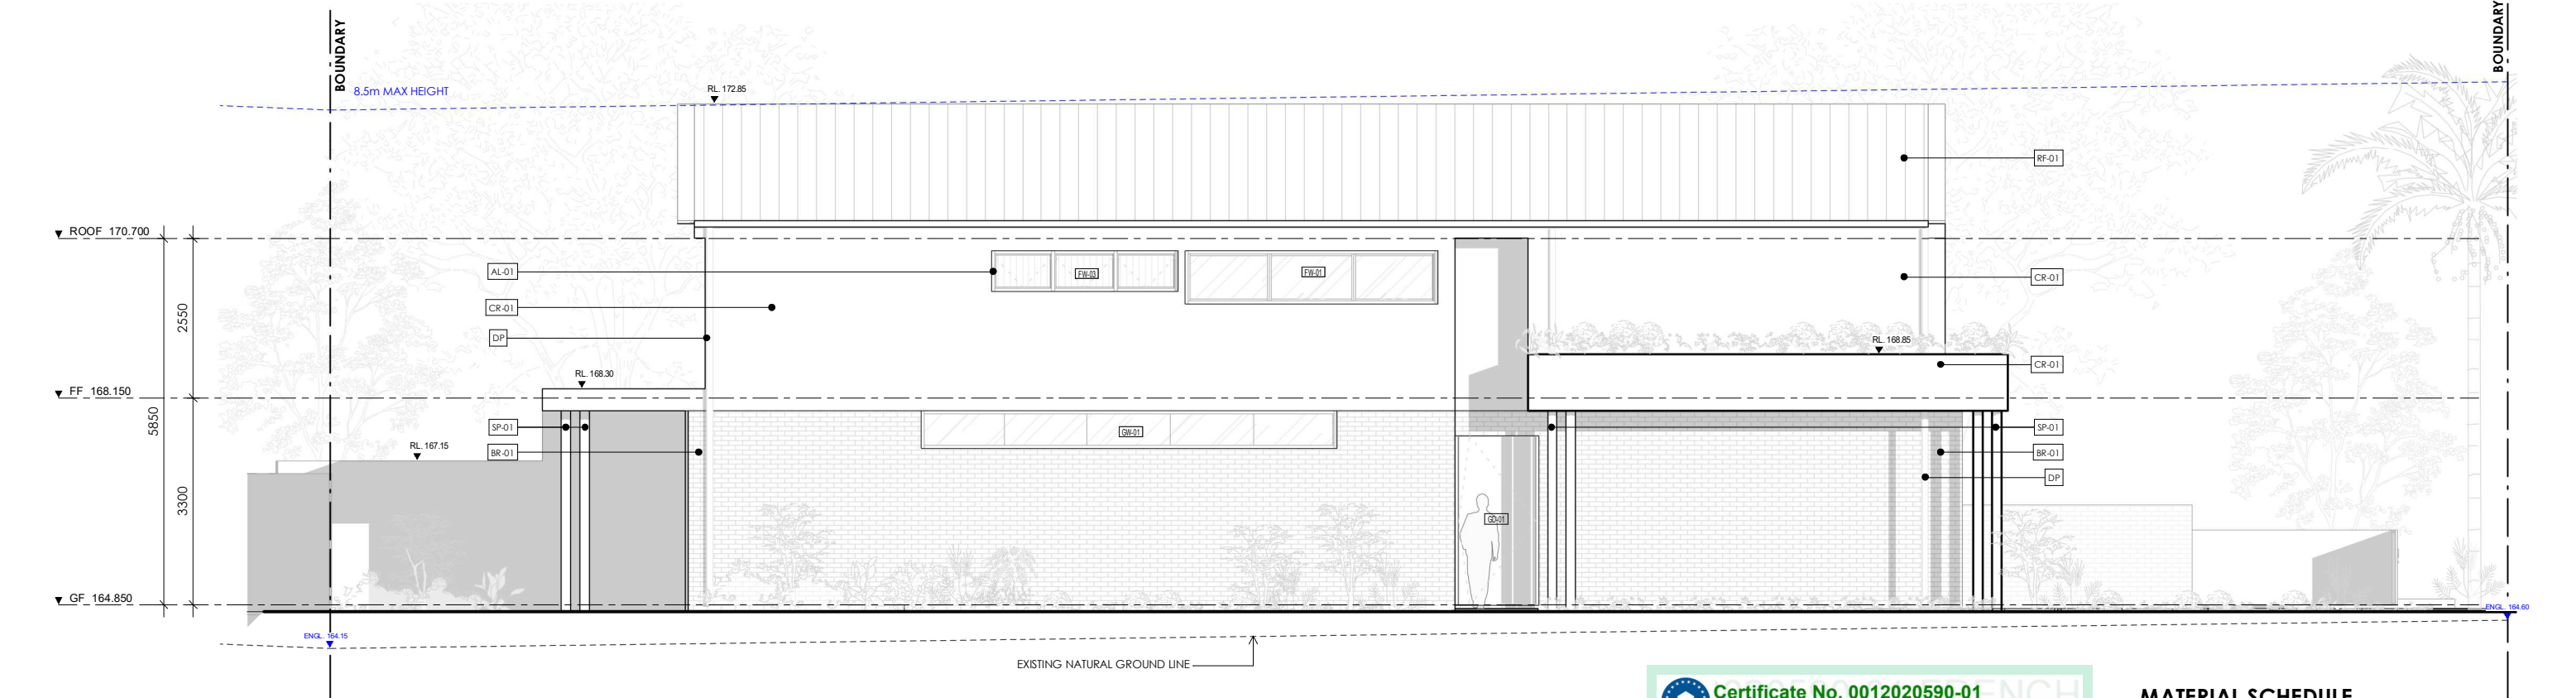 BOUNDARY
BOUNDARY
8.5m MAX HEIGHT
RL. 172.85
RF-01
ROOF 170.700
AL-01
FW-03
FW-01
CR-01
CR-01
2550
DP
RL. 168.85
CR-01
RL. 168.30
FF 168.150
5850
SP-01
GW-01
SP-01
RL. 167.15
BR-01
BR-01
DP
3300
GD-01
GF 164.850
ENGL. 164.15
ENGL. 164.60
EXISTING NATURAL GROUND LINE
Certificate No. 0012020590-01
MATERIAL SCHEDULE